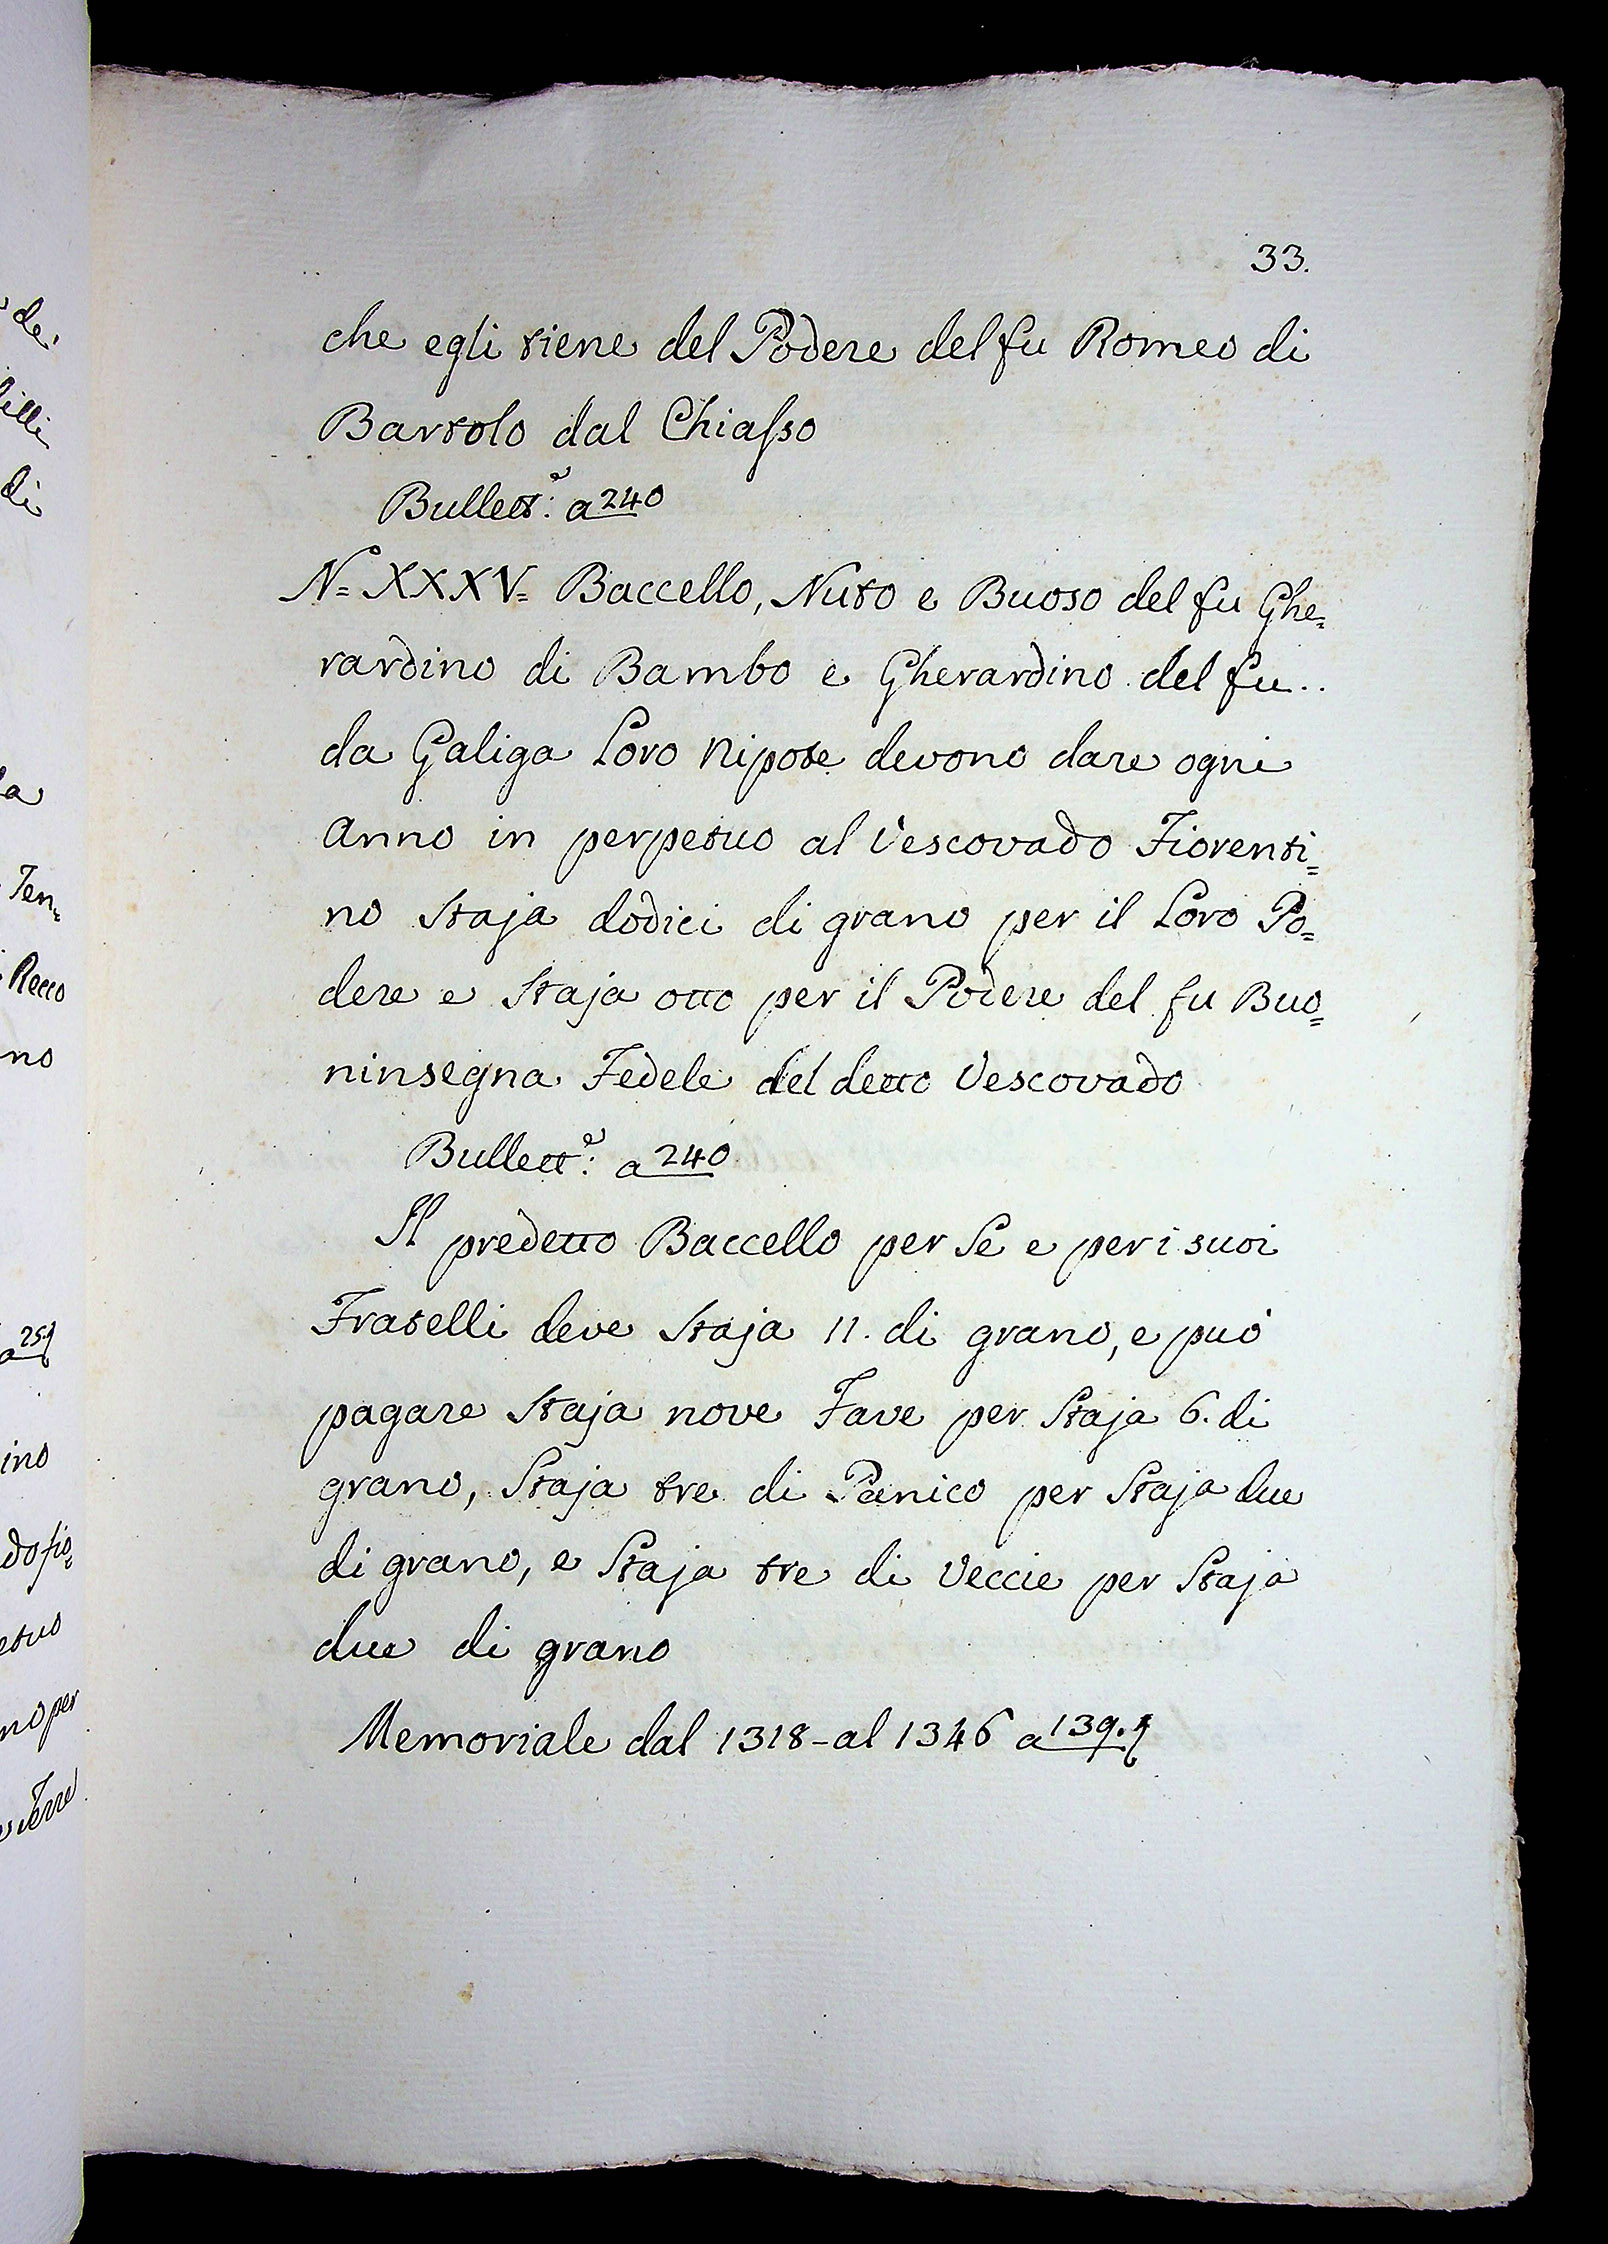 33.
che egli tiene del Podere del fu Romeo di
Bartolo dal Chiasso
Bullett.e a 240
N= XXXV= Baccello, Nuto e Buoso del fu Ghe=
rardino di Bambo e Gherardino del fu..
da Galiga Loro Nipote devono dare ogni
Anno in perpetuo al Vescovado Fiorenti=
no Staja dodici di grano per il Loro Po=
dere e Staja otto per il Podere del fu Buo=
ninsegna Fedele del detto Vescovado
Bullett.e a 240
Il predetto Baccello per Se e per i suoi
Fratelli deve Staja 11. di grano, e può
pagare Staja nove Fave per Staja 6. di
grano, Staja tre di Panico per Staja due
di grano, e Staja tre di Veccie per Staja
due di grano
Memoriale dal 1318 - al 1346 a 139.